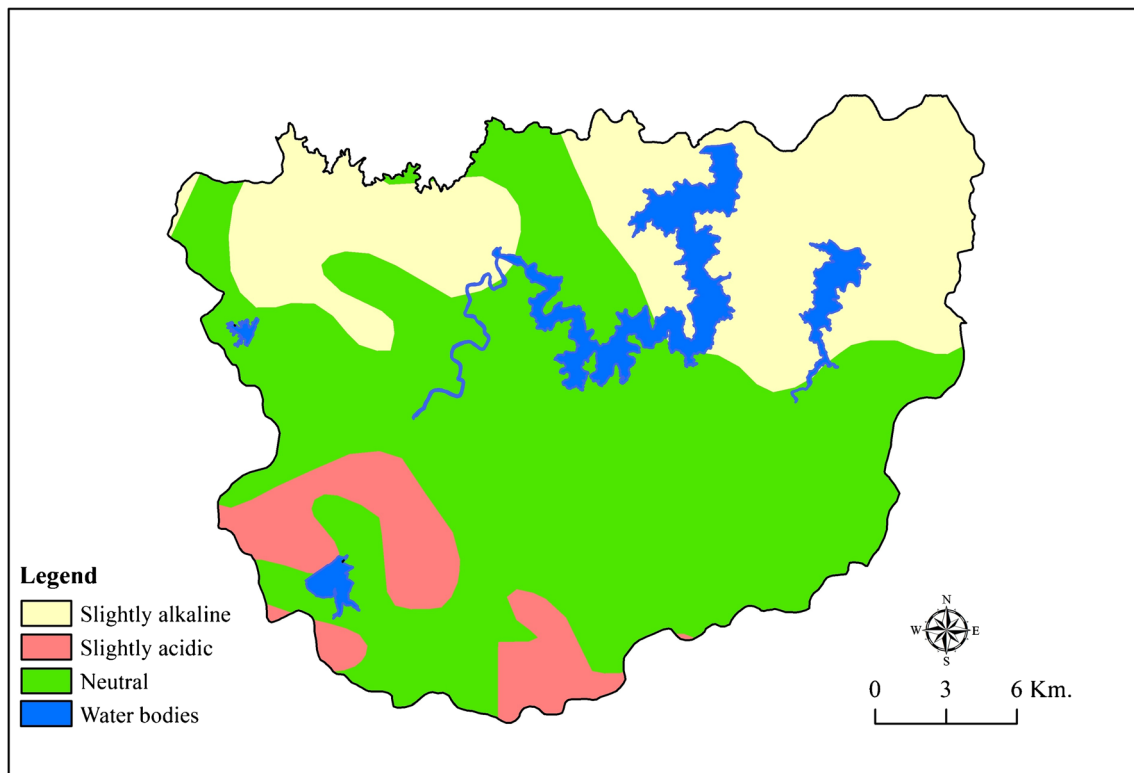 Legend
Slightly alkaline
Slightly acidic
Neutral
Water bodies
N
W E
S
0 3 6 Km.